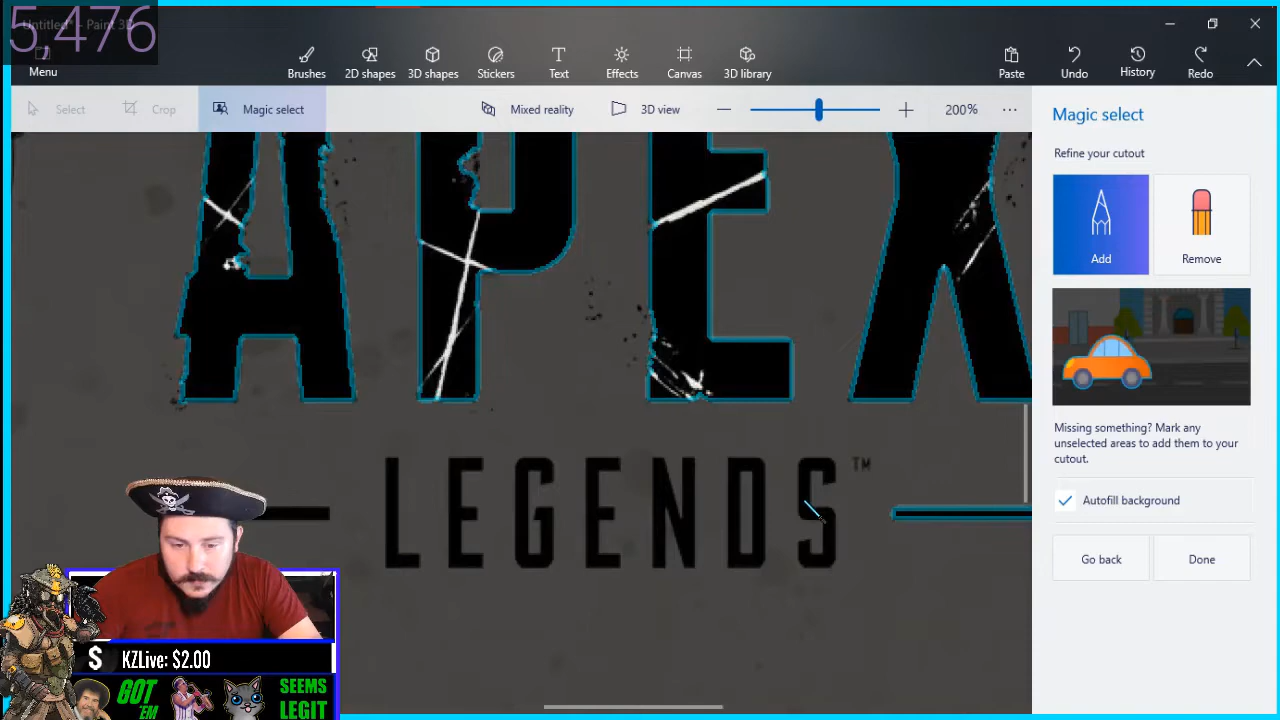 5,476
Untitled* - Paint 3D
Menu
Brushes
2D shapes
3D shapes
Stickers
Text
Effects
Canvas
3D library
Paste
Undo
History
Redo
Select
Crop
Magic select
Mixed reality
3D view
200%
Magic select
Refine your cutout
Add
Remove
Missing something? Mark any
unselected areas to add them to your
cutout.
Autofill background
Go back
Done
APEX
LEGENDS™
$ KZLive: $2.00
GOT
'EM
SEEMS
LEGIT